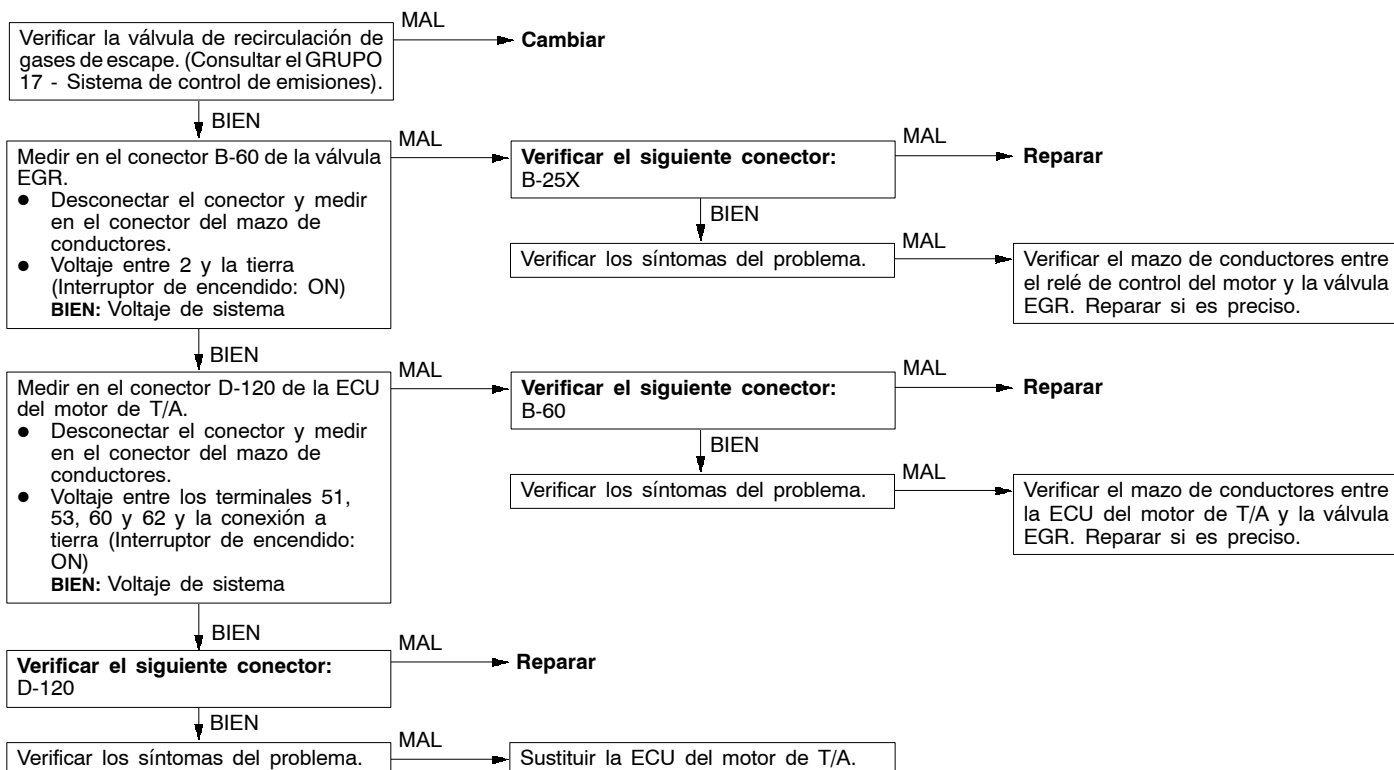 Verificar la válvula de recirculación de
gases de escape. (Consultar el GRUPO
17 - Sistema de control de emisiones).
MAL
Cambiar
BIEN
Medir en el conector B-60 de la válvula
EGR.
● Desconectar el conector y medir
en el conector del mazo de
conductores.
● Voltaje entre 2 y la tierra
(Interruptor de encendido: ON)
BIEN: Voltaje de sistema
MAL
Verificar el siguiente conector:
B-25X
MAL
Reparar
BIEN
Verificar los síntomas del problema.
MAL
Verificar el mazo de conductores entre
el relé de control del motor y la válvula
EGR. Reparar si es preciso.
BIEN
Medir en el conector D-120 de la ECU
del motor de T/A.
● Desconectar el conector y medir
en el conector del mazo de
conductores.
● Voltaje entre los terminales 51,
53, 60 y 62 y la conexión a
tierra (Interruptor de encendido:
ON)
BIEN: Voltaje de sistema
MAL
Verificar el siguiente conector:
B-60
MAL
Reparar
BIEN
Verificar los síntomas del problema.
MAL
Verificar el mazo de conductores entre
la ECU del motor de T/A y la válvula
EGR. Reparar si es preciso.
BIEN
Verificar el siguiente conector:
D-120
MAL
Reparar
BIEN
Verificar los síntomas del problema.
MAL
Sustituir la ECU del motor de T/A.